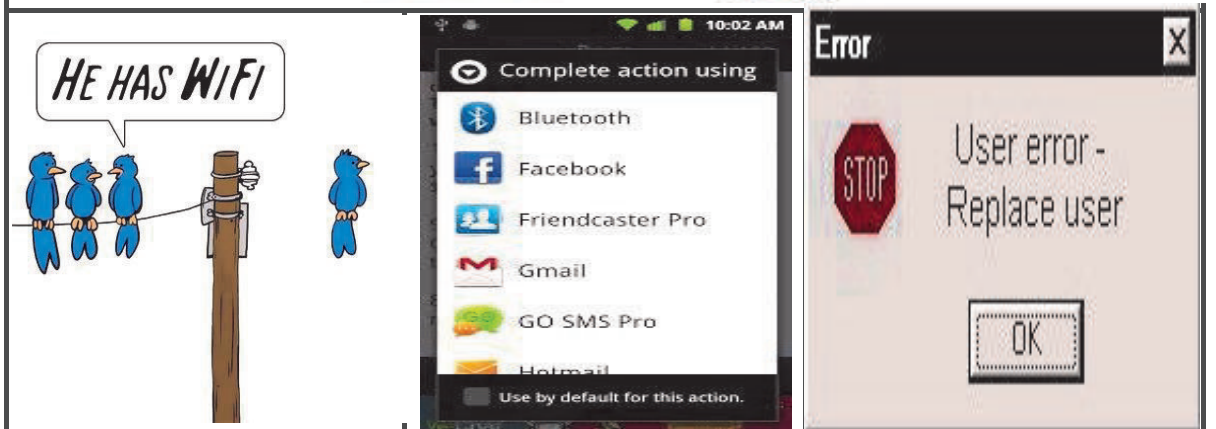 HE HAS WIFI
10:02 AM
Complete action using
Bluetooth
Facebook
Friendcaster Pro
Gmail
GO SMS Pro
Hotmail
Use by default for this action.
Error
X
STOP
User error -
Replace user
OK